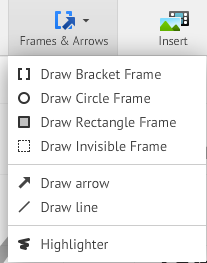 Frames & Arrows
Insert
Draw Bracket Frame
Draw Circle Frame
Draw Rectangle Frame
Draw Invisible Frame
Draw arrow
Draw line
Highlighter